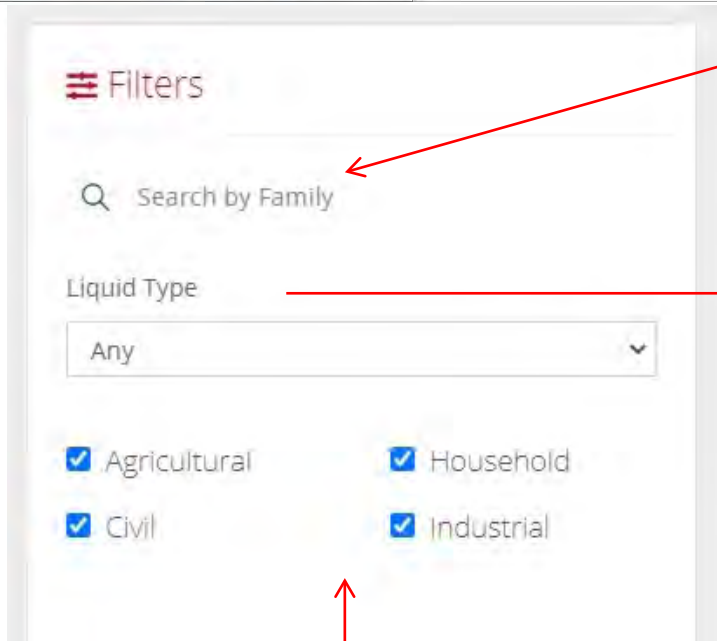 Filters
Search by Family
Liquid Type
Any
Agricultural
Household
Civil
Industrial